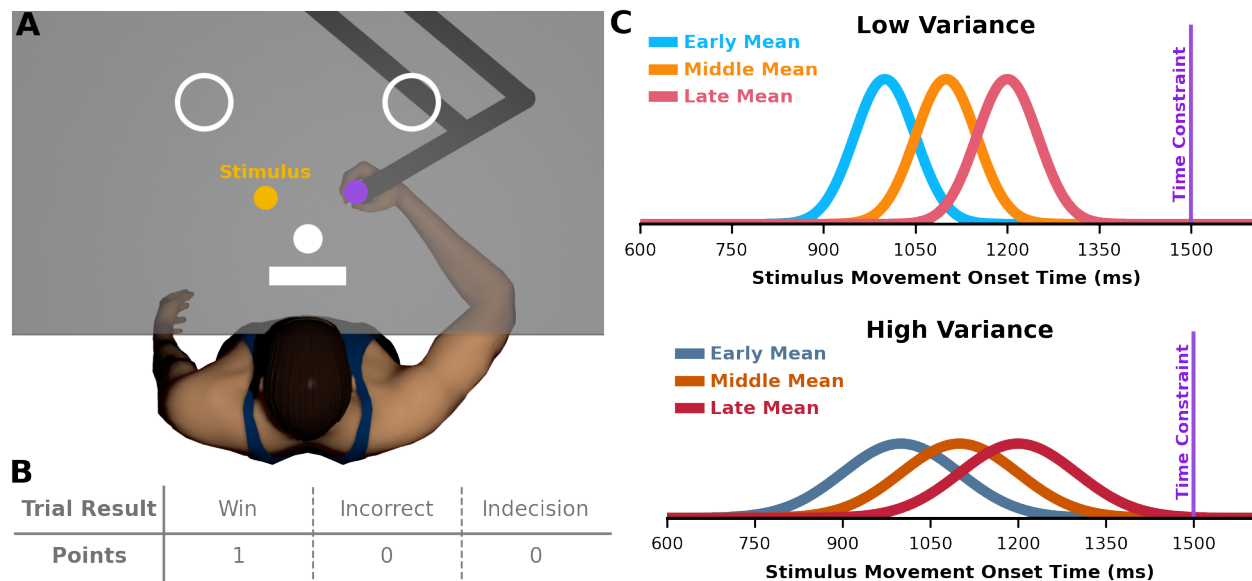 A
Stimulus
B
Trial Result Win Incorrect Indecision
Points 1 0 0
C
Low Variance
Early Mean
Middle Mean
Late Mean
Time Constraint
600 750 900 1050 1200 1350 1500
Stimulus Movement Onset Time (ms)
High Variance
Early Mean
Middle Mean
Late Mean
Time Constraint
600 750 900 1050 1200 1350 1500
Stimulus Movement Onset Time (ms)